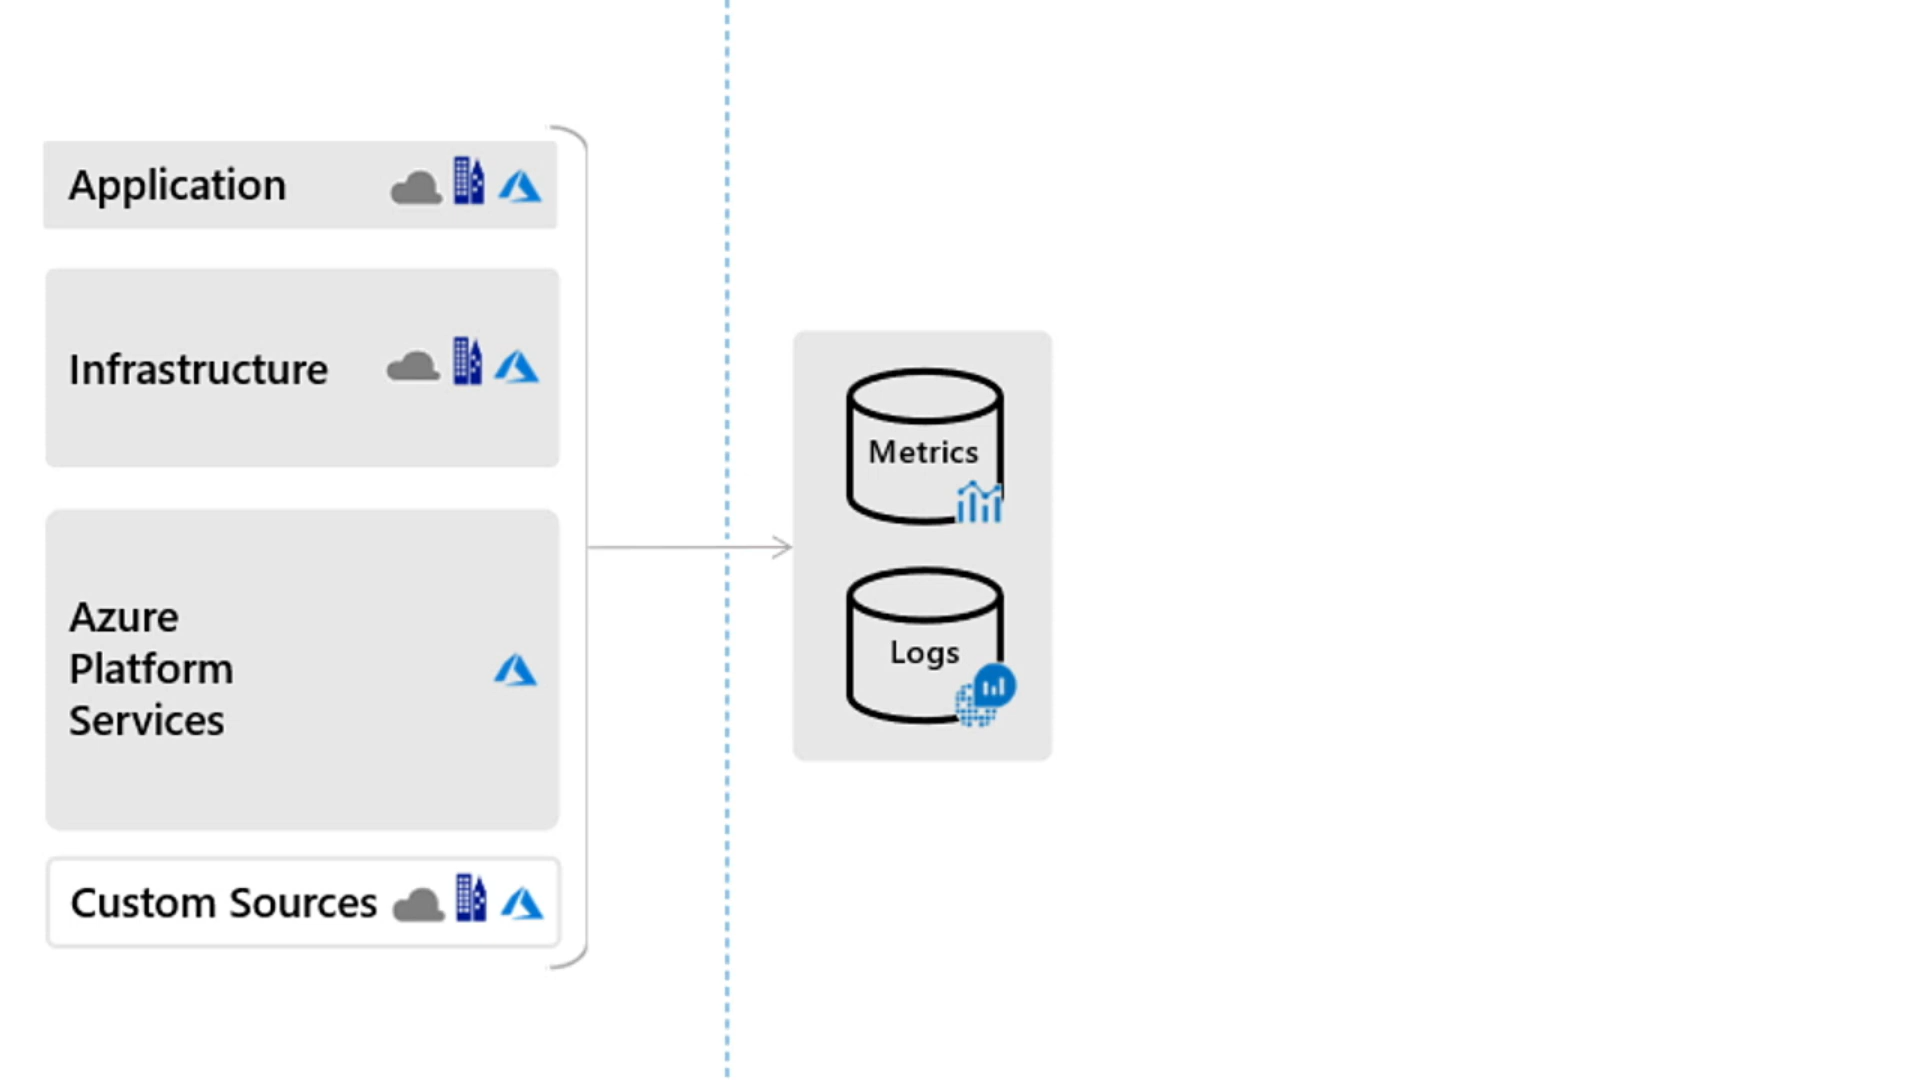 Application
Infrastructure
Azure
Platform
Services
Custom Sources
Metrics
Logs